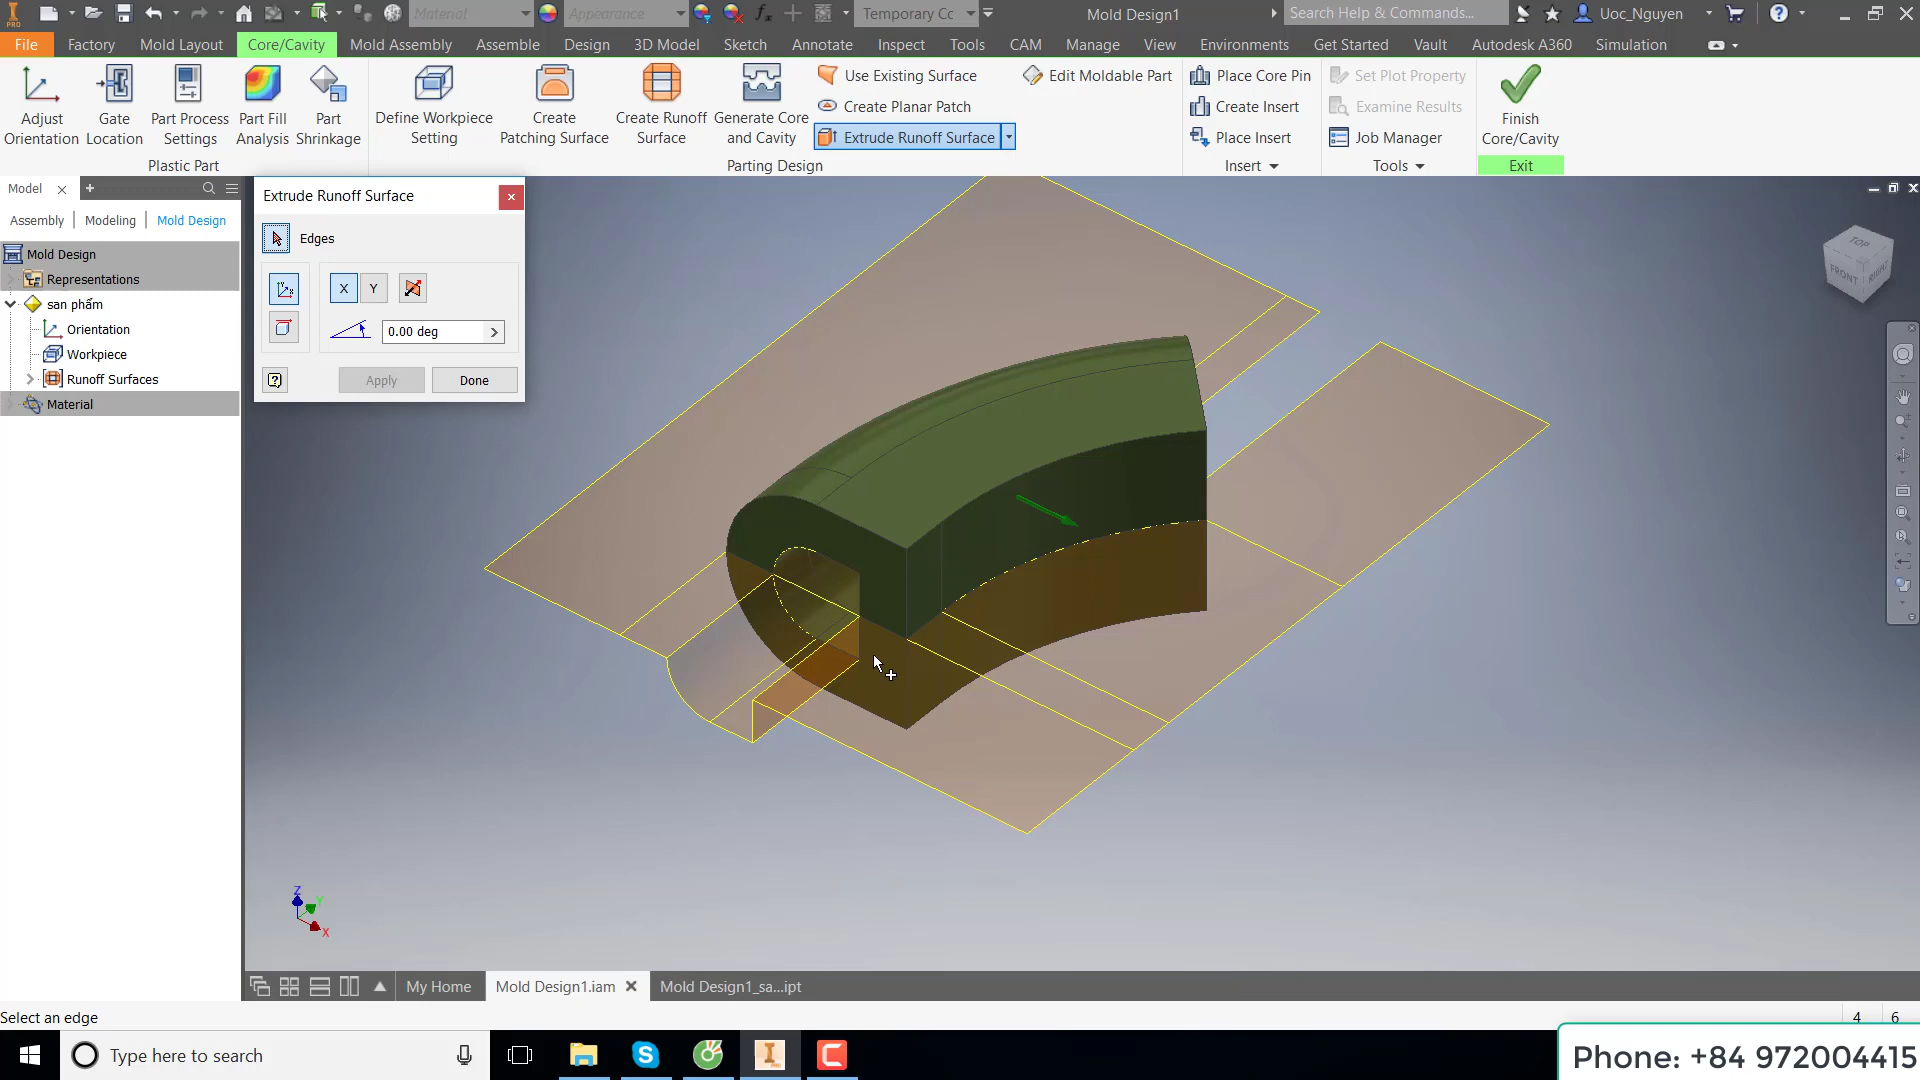 Material
Appearance
Temporary Cc
Mold Design1
Search Help & Commands...
Uoc_Nguyen
PRO
File
Factory
Mold Layout
Core/Cavity
Mold Assembly
Assemble
Design
3D Model
Sketch
Annotate
Inspect
Tools
CAM
Manage
View
Environments
Get Started
Vault
Autodesk A360
Simulation
Adjust
Orientation
Gate
Location
Part Process
Settings
Part Fill
Analysis
Part
Shrinkage
Plastic Part
Define Workpiece
Setting
Create
Patching Surface
Create Runoff
Surface
Generate Core
and Cavity
Use Existing Surface
Create Planar Patch
Extrude Runoff Surface
Edit Moldable Part
Parting Design
Place Core Pin
Create Insert
Place Insert
Insert
Set Plot Property
Examine Results
Job Manager
Tools
Finish
Core/Cavity
Exit
Model
Assembly
Modeling
Mold Design
Mold Design
Representations
san phẩm
Orientation
Workpiece
Runoff Surfaces
Material
Extrude Runoff Surface
Edges
X
Y
0.00 deg
Apply
Done
TOP
FRONT
RIGHT
Z
Y
X
My Home
Mold Design1.iam
Mold Design1_sa...ipt
Select an edge
4
6
Type here to search
Phone: +84 972004415